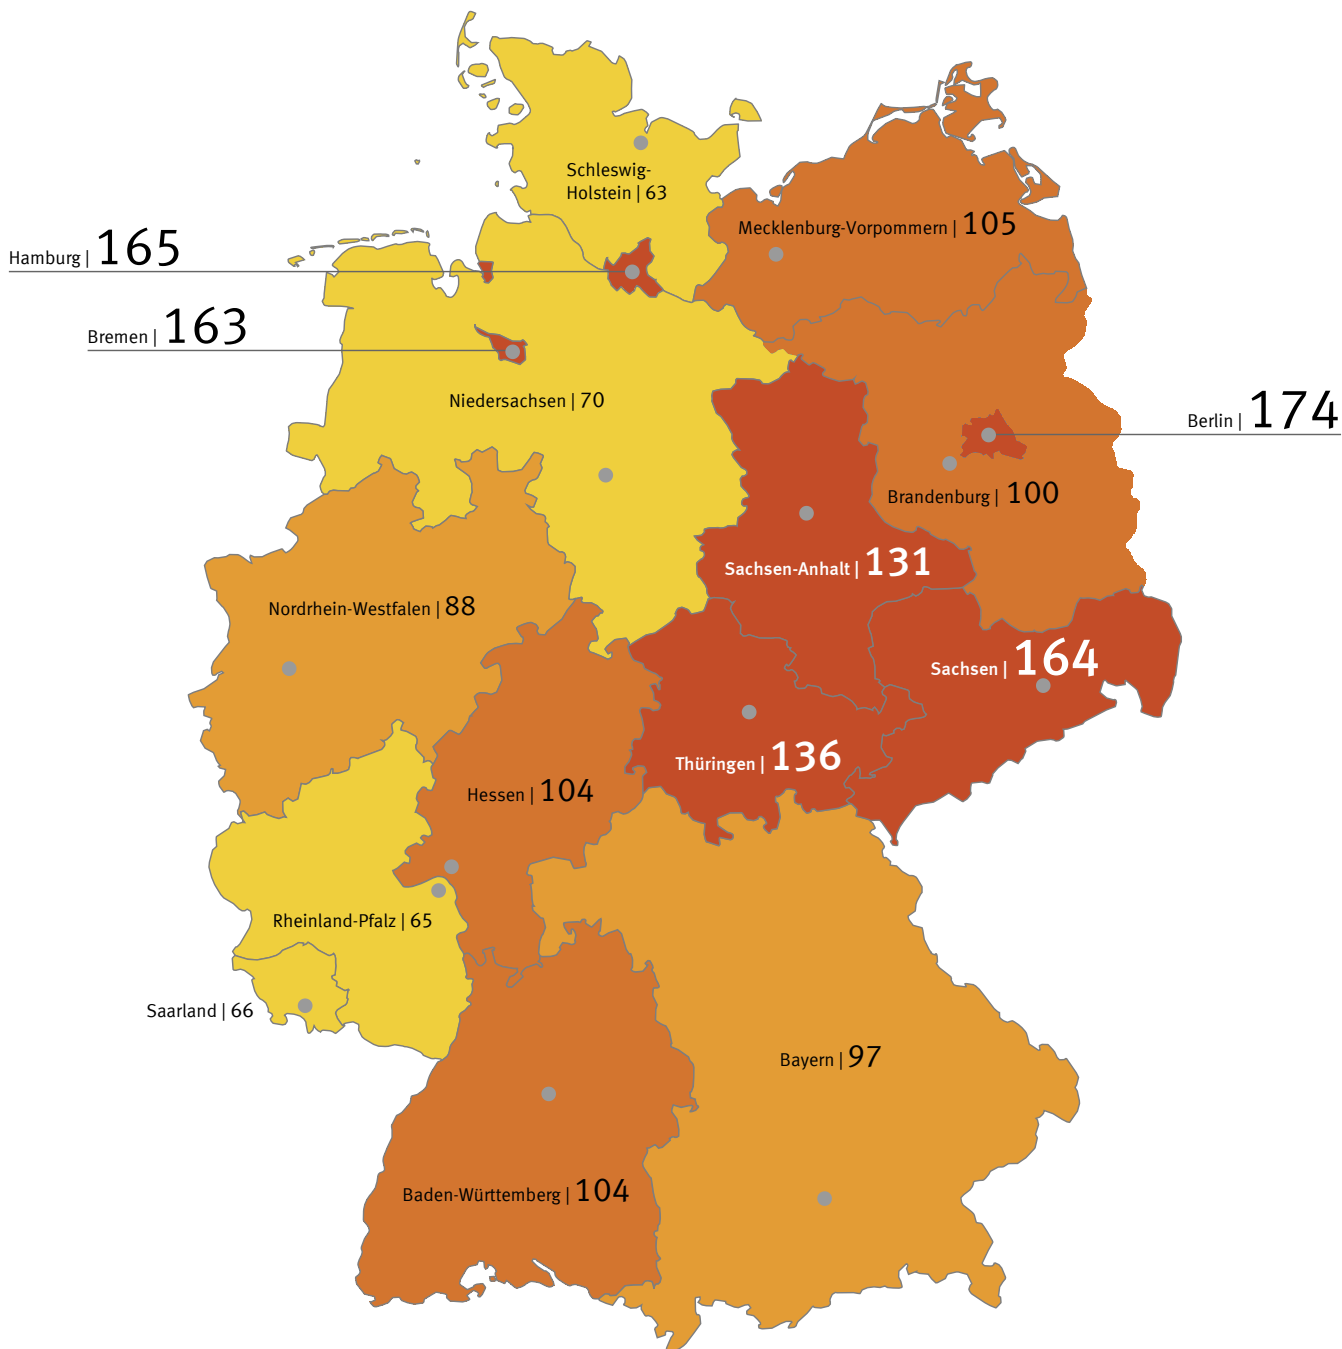 Schleswig-
Holstein | 63
Mecklenburg-Vorpommern | 105
Hamburg | 165
Bremen | 163
Niedersachsen | 70
Berlin | 174
Brandenburg | 100
Sachsen-Anhalt | 131
Nordrhein-Westfalen | 88
Sachsen | 164
Thüringen | 136
Hessen | 104
Rheinland-Pfalz | 65
Saarland | 66
Bayern | 97
Baden-Württemberg | 104